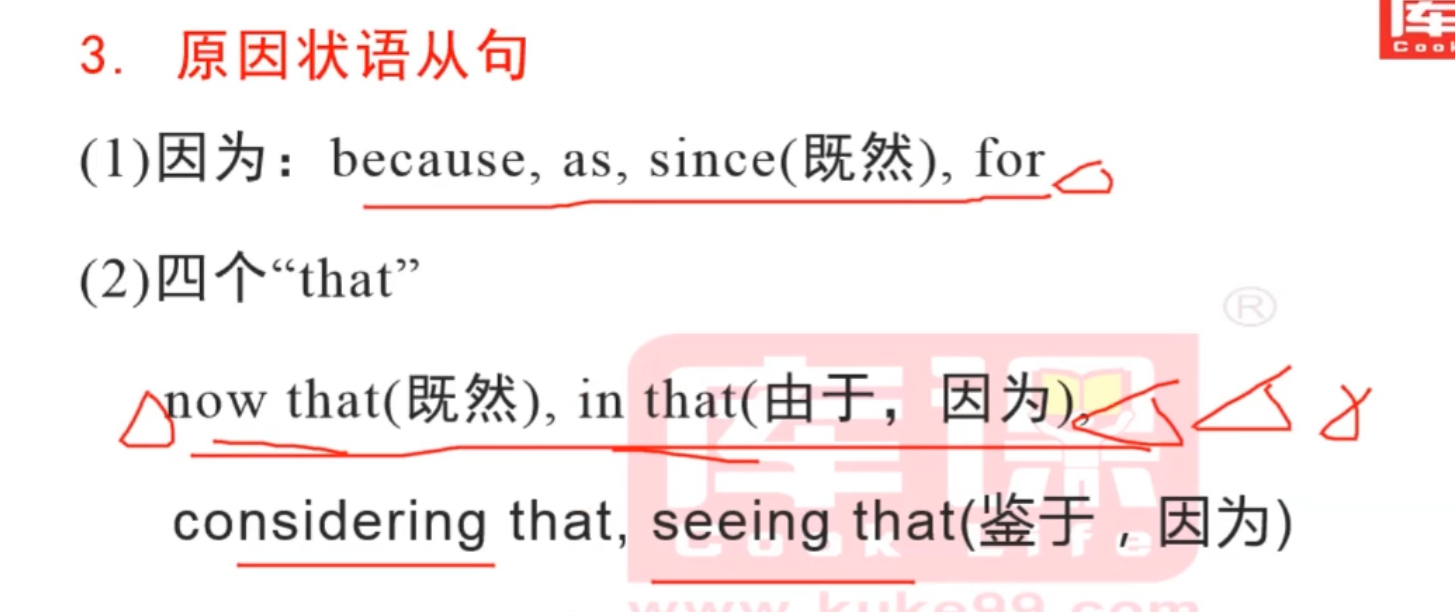 3. 原因状语从句
(1)因为：because, as, since(既然), for
(2)四个“that”
now that(既然), in that(由于，因为),
considering that, seeing that(鉴于，因为)
库课
®
Cook Life
www.kuke99.com
库
Cook